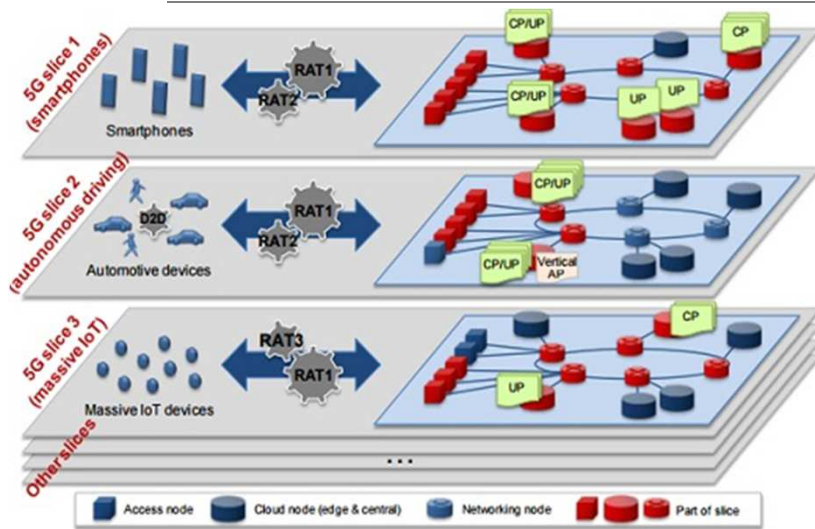 5G slice 1
(smartphones)
Smartphones
RAT1
RAT2
CP/UP
CP/UP
CP
UP
UP
5G slice 2
(autonomous driving)
D2D
Automotive devices
RAT1
RAT2
CP/UP
CP/UP
Vertical
AP
5G slice 3
(massive IoT)
Massive IoT devices
RAT3
RAT1
CP
UP
Other slices
...
Access node
Cloud node (edge & central)
Networking node
Part of slice